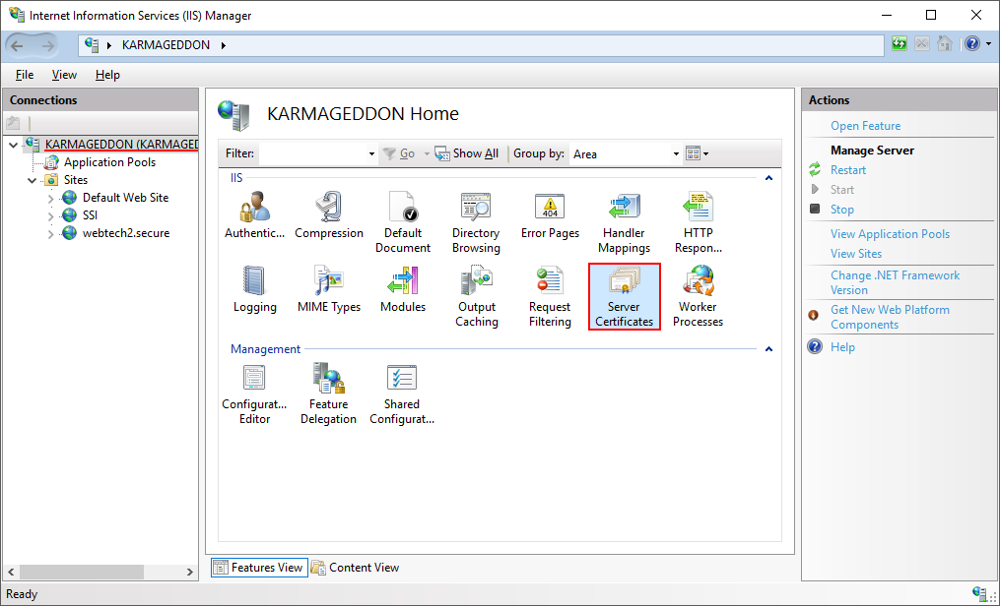 Internet Information Services (IIS) Manager
KARMAGEDDON
File View Help
Connections
KARMAGEDDON (KARMAGED
Application Pools
Sites
Default Web Site
SSI
webtech2.secure
KARMAGEDDON Home
Filter: Go Show All Group by: Area
IIS
Authentic... Compression Default Document Directory Browsing Error Pages Handler Mappings HTTP Respon...
404
Logging MIME Types Modules Output Caching Request Filtering Server Certificates Worker Processes
Management
Configurat... Editor Feature Delegation Shared Configurat...
Features View Content View
Actions
Open Feature
Manage Server
Restart
Start
Stop
View Application Pools
View Sites
Change .NET Framework
Version
Get New Web Platform
Components
Help
Ready